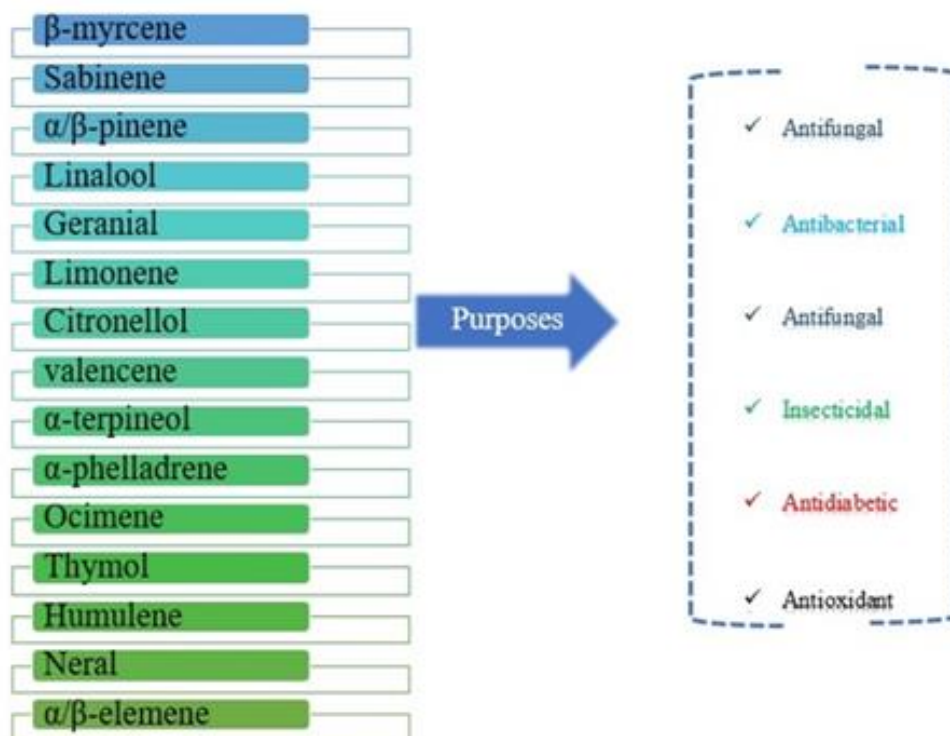 β-myrcene
Sabinene
α/β-pinene
Linalool
Geranial
Limonene
Citronellol
valencene
α-terpineol
α-phelladrene
Ocimene
Thymol
Humulene
Neral
α/β-elemene
Purposes
✓ Antifungal
✓ Antibacterial
✓ Antifungal
✓ Insecticidal
✓ Antidiabetic
✓ Antioxidant